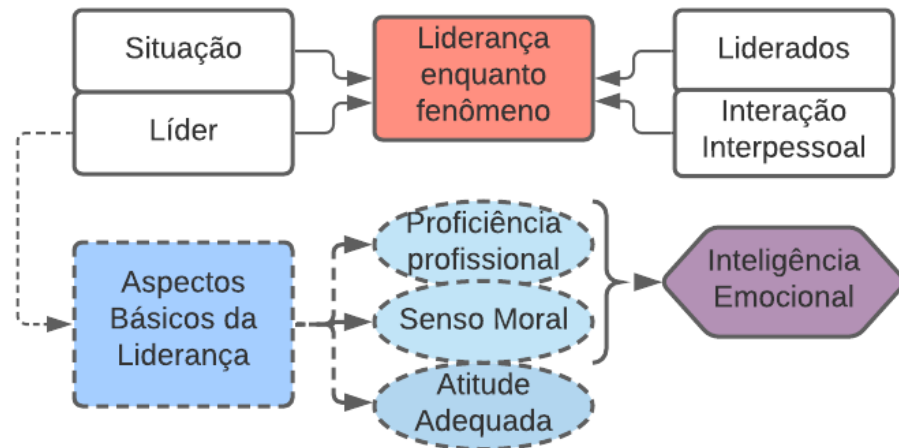 Situação
Líder
Liderança
enquanto
fenômeno
Liderados
Interação
Interpessoal
Aspectos
Básicos da
Liderança
Proficiência
profissional
Senso Moral
Atitude
Adequada
Inteligência
Emocional